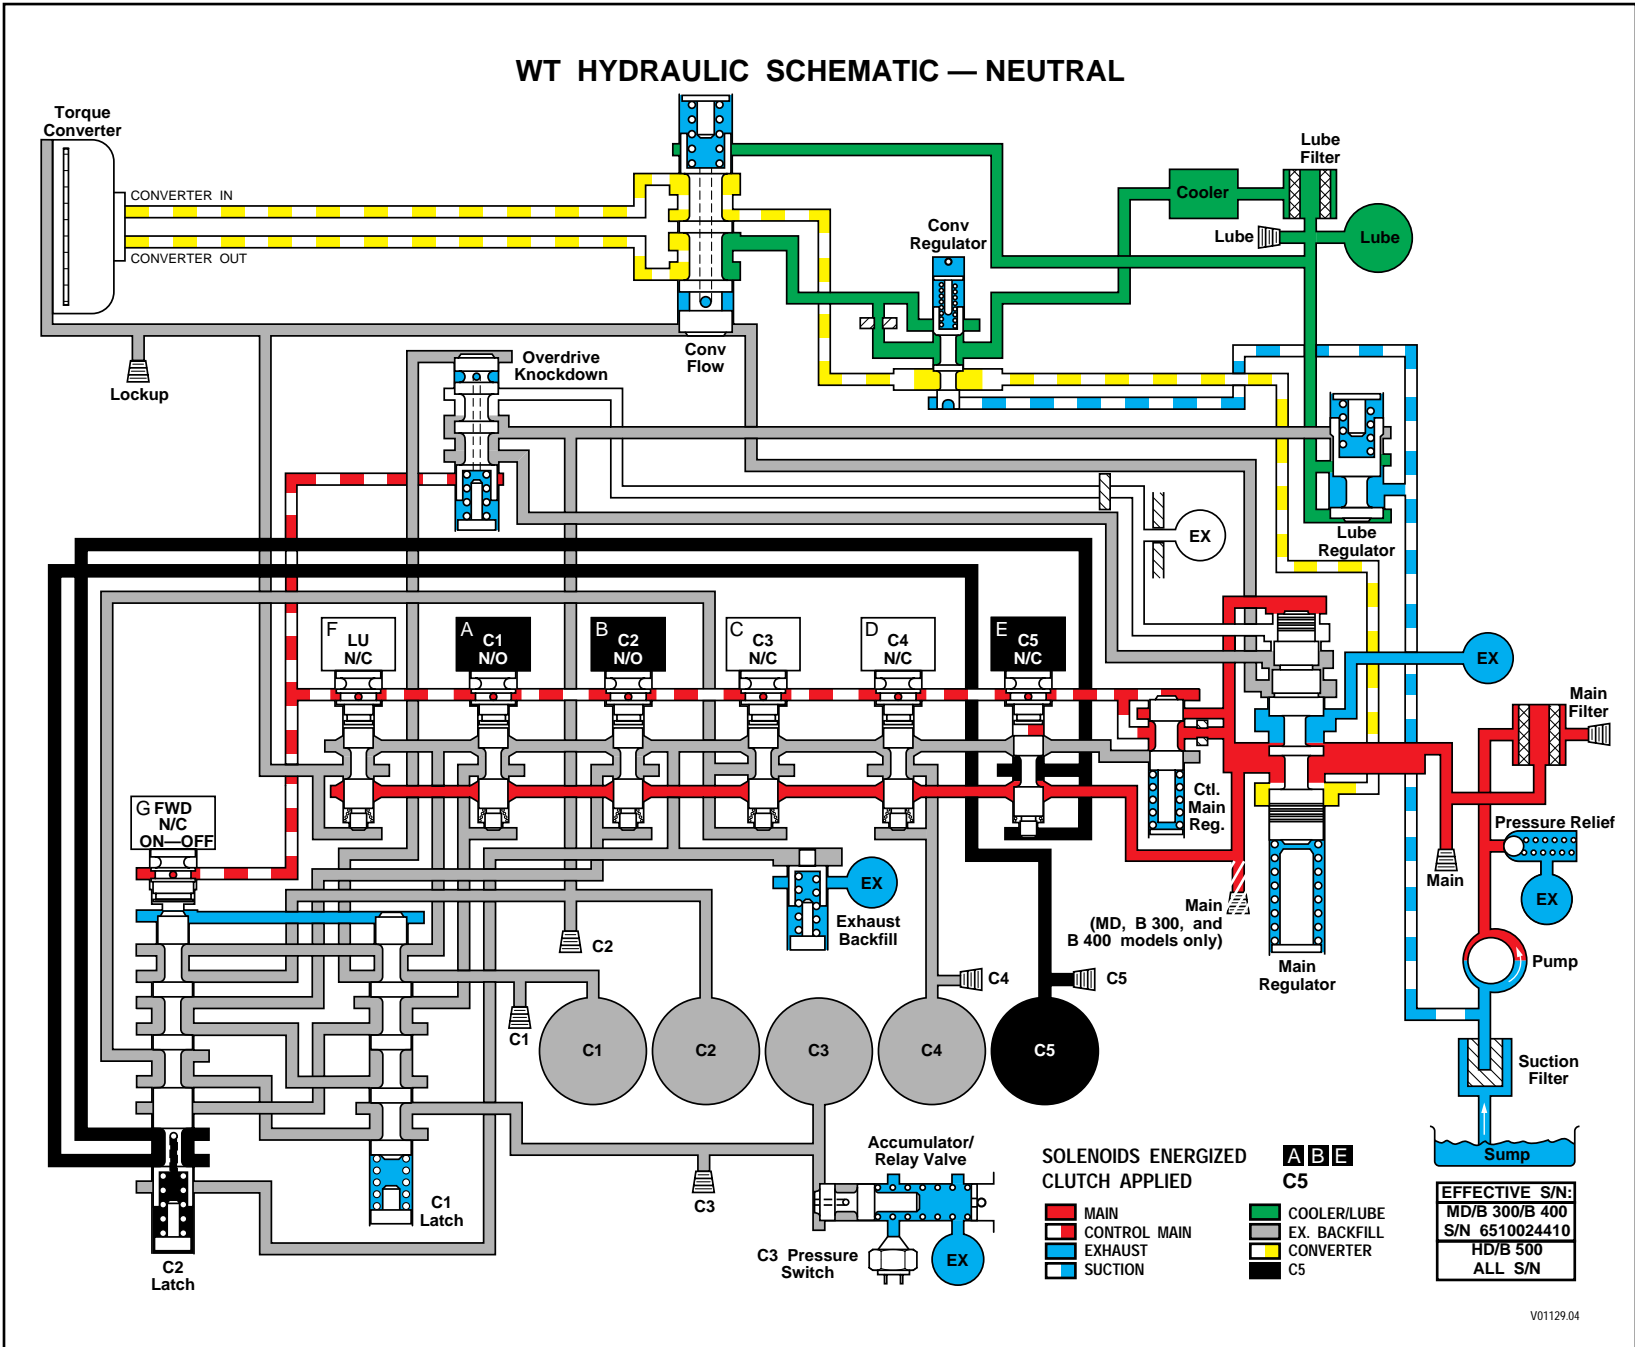 WT HYDRAULIC SCHEMATIC — NEUTRAL
Torque
Converter
CONVERTER IN
CONVERTER OUT
Lockup
Overdrive
Knockdown
Conv
Flow
Conv
Regulator
Cooler
Lube
Filter
Lube
Lube
Lube
Regulator
EX
F LU
N/C
A C1
N/O
B C2
N/O
C C3
N/C
D C4
N/C
E C5
N/C
EX
Main
Filter
Ctl.
Main
Reg.
G FWD
N/C
ON—OFF
Pressure Relief
EX
Main
EX
Exhaust
Backfill
Main
(MD, B 300, and
B 400 models only)
Main
Regulator
Pump
C2
C4
C5
C1
C1
C2
C3
C4
C5
Suction
Filter
Sump
C1
Latch
C2
Latch
C3
Accumulator/
Relay Valve
C3 Pressure
Switch
EX
SOLENOIDS ENERGIZED A B E
CLUTCH APPLIED C5
MAIN
CONTROL MAIN
EXHAUST
SUCTION
COOLER/LUBE
EX. BACKFILL
CONVERTER
C5
EFFECTIVE S/N:
MD/B 300/B 400
S/N 6510024410
HD/B 500
ALL S/N
V01129.04